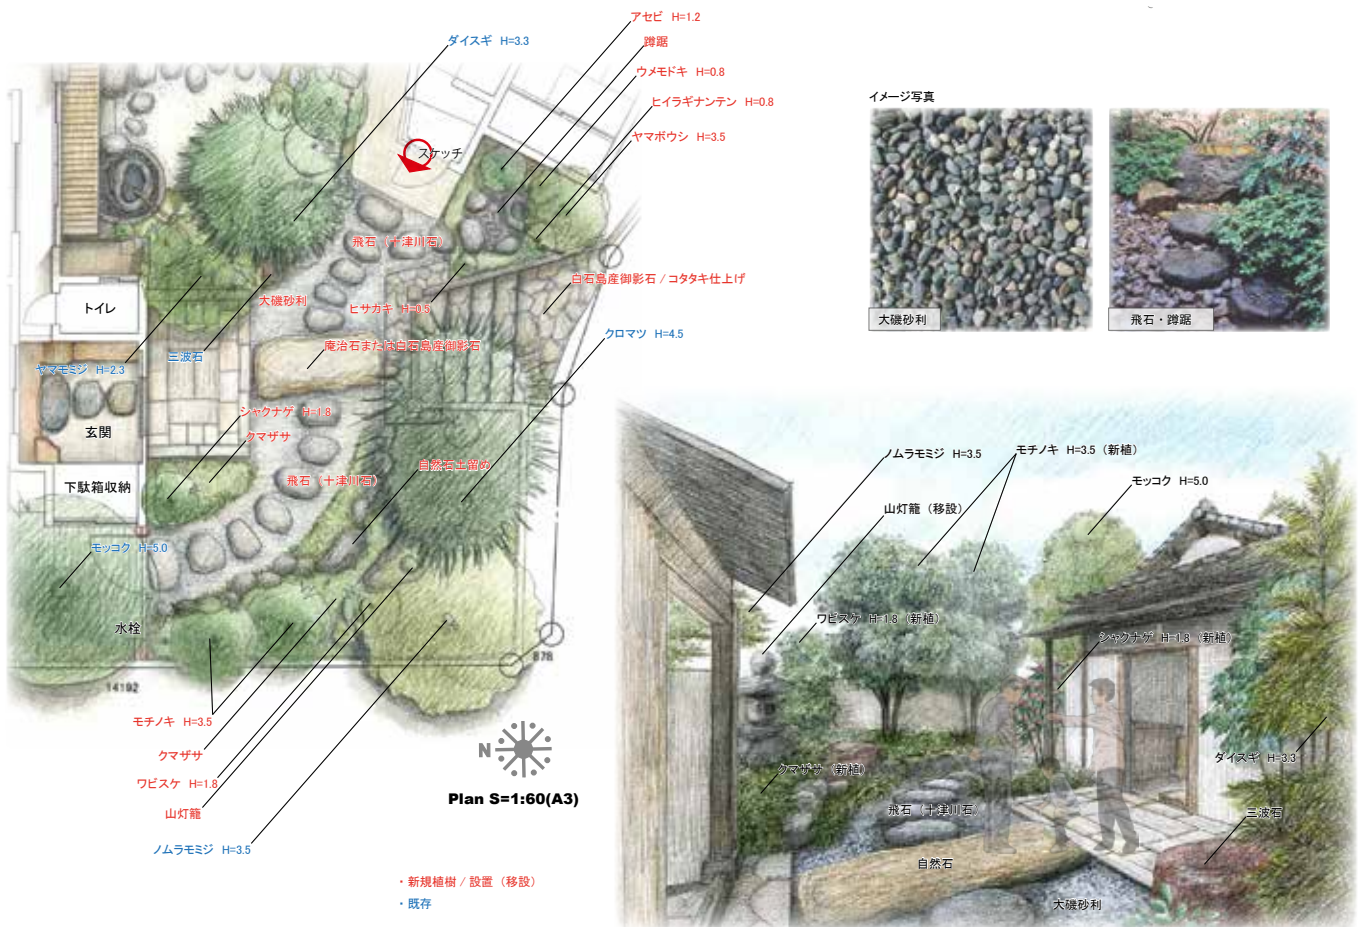 アセビ H=1.2
ダイスギ H=3.3
蹲踞
ウメモドキ H=0.8
ヒイラギナンテン H=0.8
ヤマボウシ H=3.5
スケッチ
飛石（十津川石）
白石島産御影石 / コタタキ仕上げ
トイレ
大磯砂利
ヒサカキ H=0.5
クロマツ H=4.5
庵治石または白石島産御影石
三波石
ヤマモミジ H=2.3
シャクナゲ H=1.8
玄関
クマザサ
自然石土留め
下駄箱収納
飛石（十津川石）
モッコク H=5.0
水栓
878
14192
モチノキ H=3.5
クマザサ
ワビスケ H=1.8
山灯籠
ノムラモミジ H=3.5
N
Plan S=1:60(A3)
・新規植樹 / 設置（移設）
・既存
イメージ写真
大磯砂利
飛石・蹲踞
ノムラモミジ H=3.5
モチノキ H=3.5（新植）
モッコク H=5.0
山灯籠（移設）
ワビスケ H=1.8（新植）
シャクナゲ H=1.8（新植）
クマザサ（新植）
ダイスギ H=3.3
飛石（十津川石）
三波石
自然石
大磯砂利